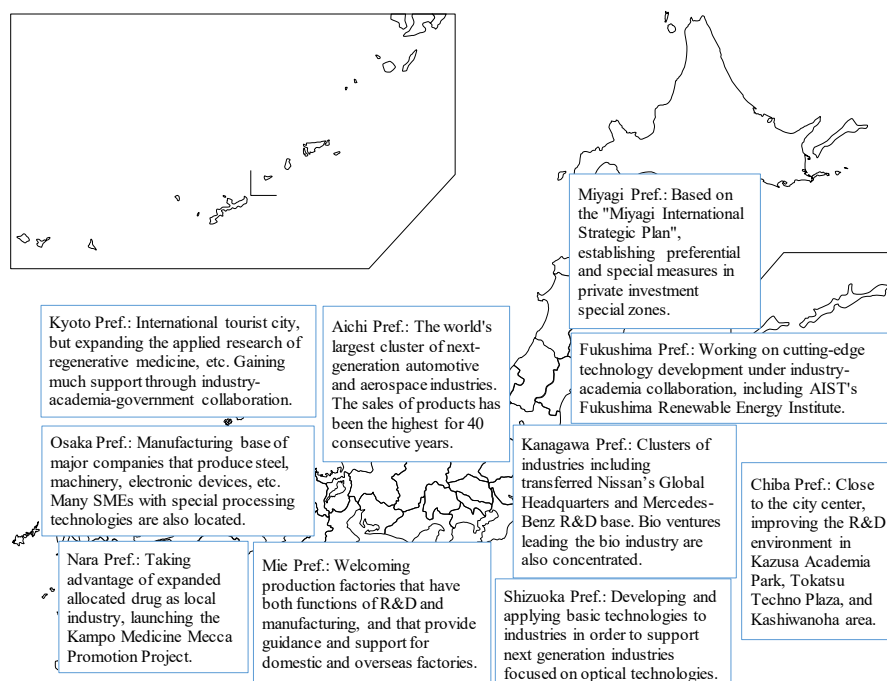 Miyagi Pref.: Based on
the "Miyagi International
Strategic Plan",
establishing preferential
and special measures in
private investment
special zones.
Kyoto Pref.: International tourist city,
but expanding the applied research of
regenerative medicine, etc. Gaining
much support through industry-
academia-government collaboration.
Aichi Pref.: The world's
largest cluster of next-
generation automotive
and aerospace industries.
The sales of products has
been the highest for 40
consecutive years.
Fukushima Pref.: Working on cutting-edge
technology development under industry-
academia collaboration, including AIST's
Fukushima Renewable Energy Institute.
Osaka Pref.: Manufacturing base of
major companies that produce steel,
machinery, electronic devices, etc.
Many SMEs with special processing
technologies are also located.
Kanagawa Pref.: Clusters of
industries including
transferred Nissan's Global
Headquarters and Mercedes-
Benz R&D base. Bio ventures
leading the bio industry are
also concentrated.
Chiba Pref.: Close
to the city center,
improving the R&D
environment in
Kazusa Academia
Park, Tokatsu
Techno Plaza, and
Kashiwanoha area.
Nara Pref.: Taking
advantage of expanded
allocated drug as local
industry, launching the
Kampo Medicine Mecca
Promotion Project.
Mie Pref.: Welcoming
production factories that have
both functions of R&D and
manufacturing, and that provide
guidance and support for
domestic and overseas factories.
Shizuoka Pref.: Developing and
applying basic technologies to
industries in order to support
next generation industries
focused on optical technologies.